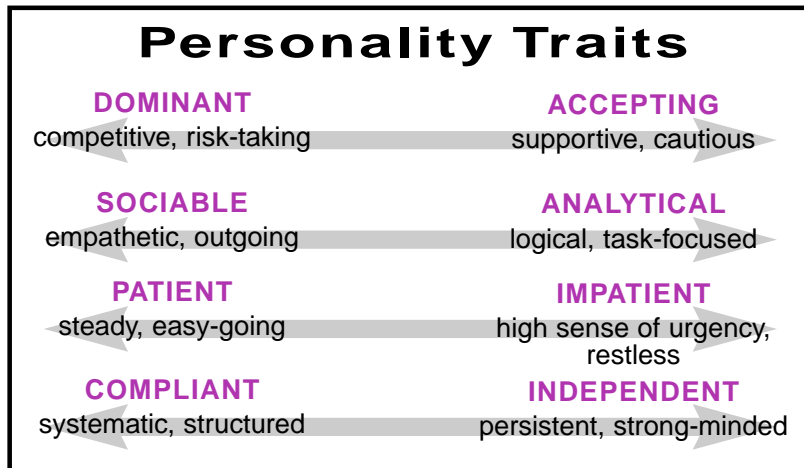 Personality Traits
DOMINANT ACCEPTING
competitive, risk-taking supportive, cautious
SOCIABLE ANALYTICAL
empathetic, outgoing logical, task-focused
PATIENT IMPATIENT
steady, easy-going high sense of urgency,
restless
COMPLIANT INDEPENDENT
systematic, structured persistent, strong-minded